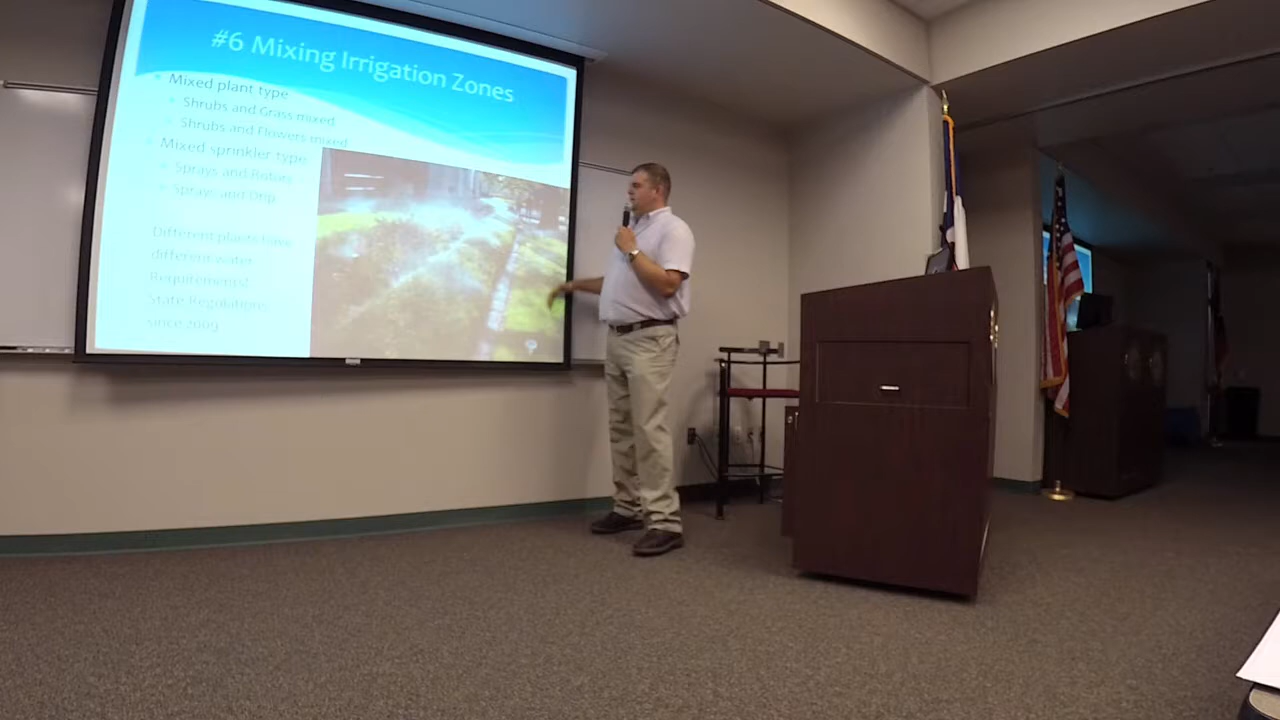 #6 Mixing Irrigation Zones
Mixed plant type
Shrubs and Grass mixed
Shrubs and Flowers mixed
Mixed sprinkler type
Sprays and Rotors
Sprays and Drip
Different plants have
different water
Requirements!
State Regulations
since 2009